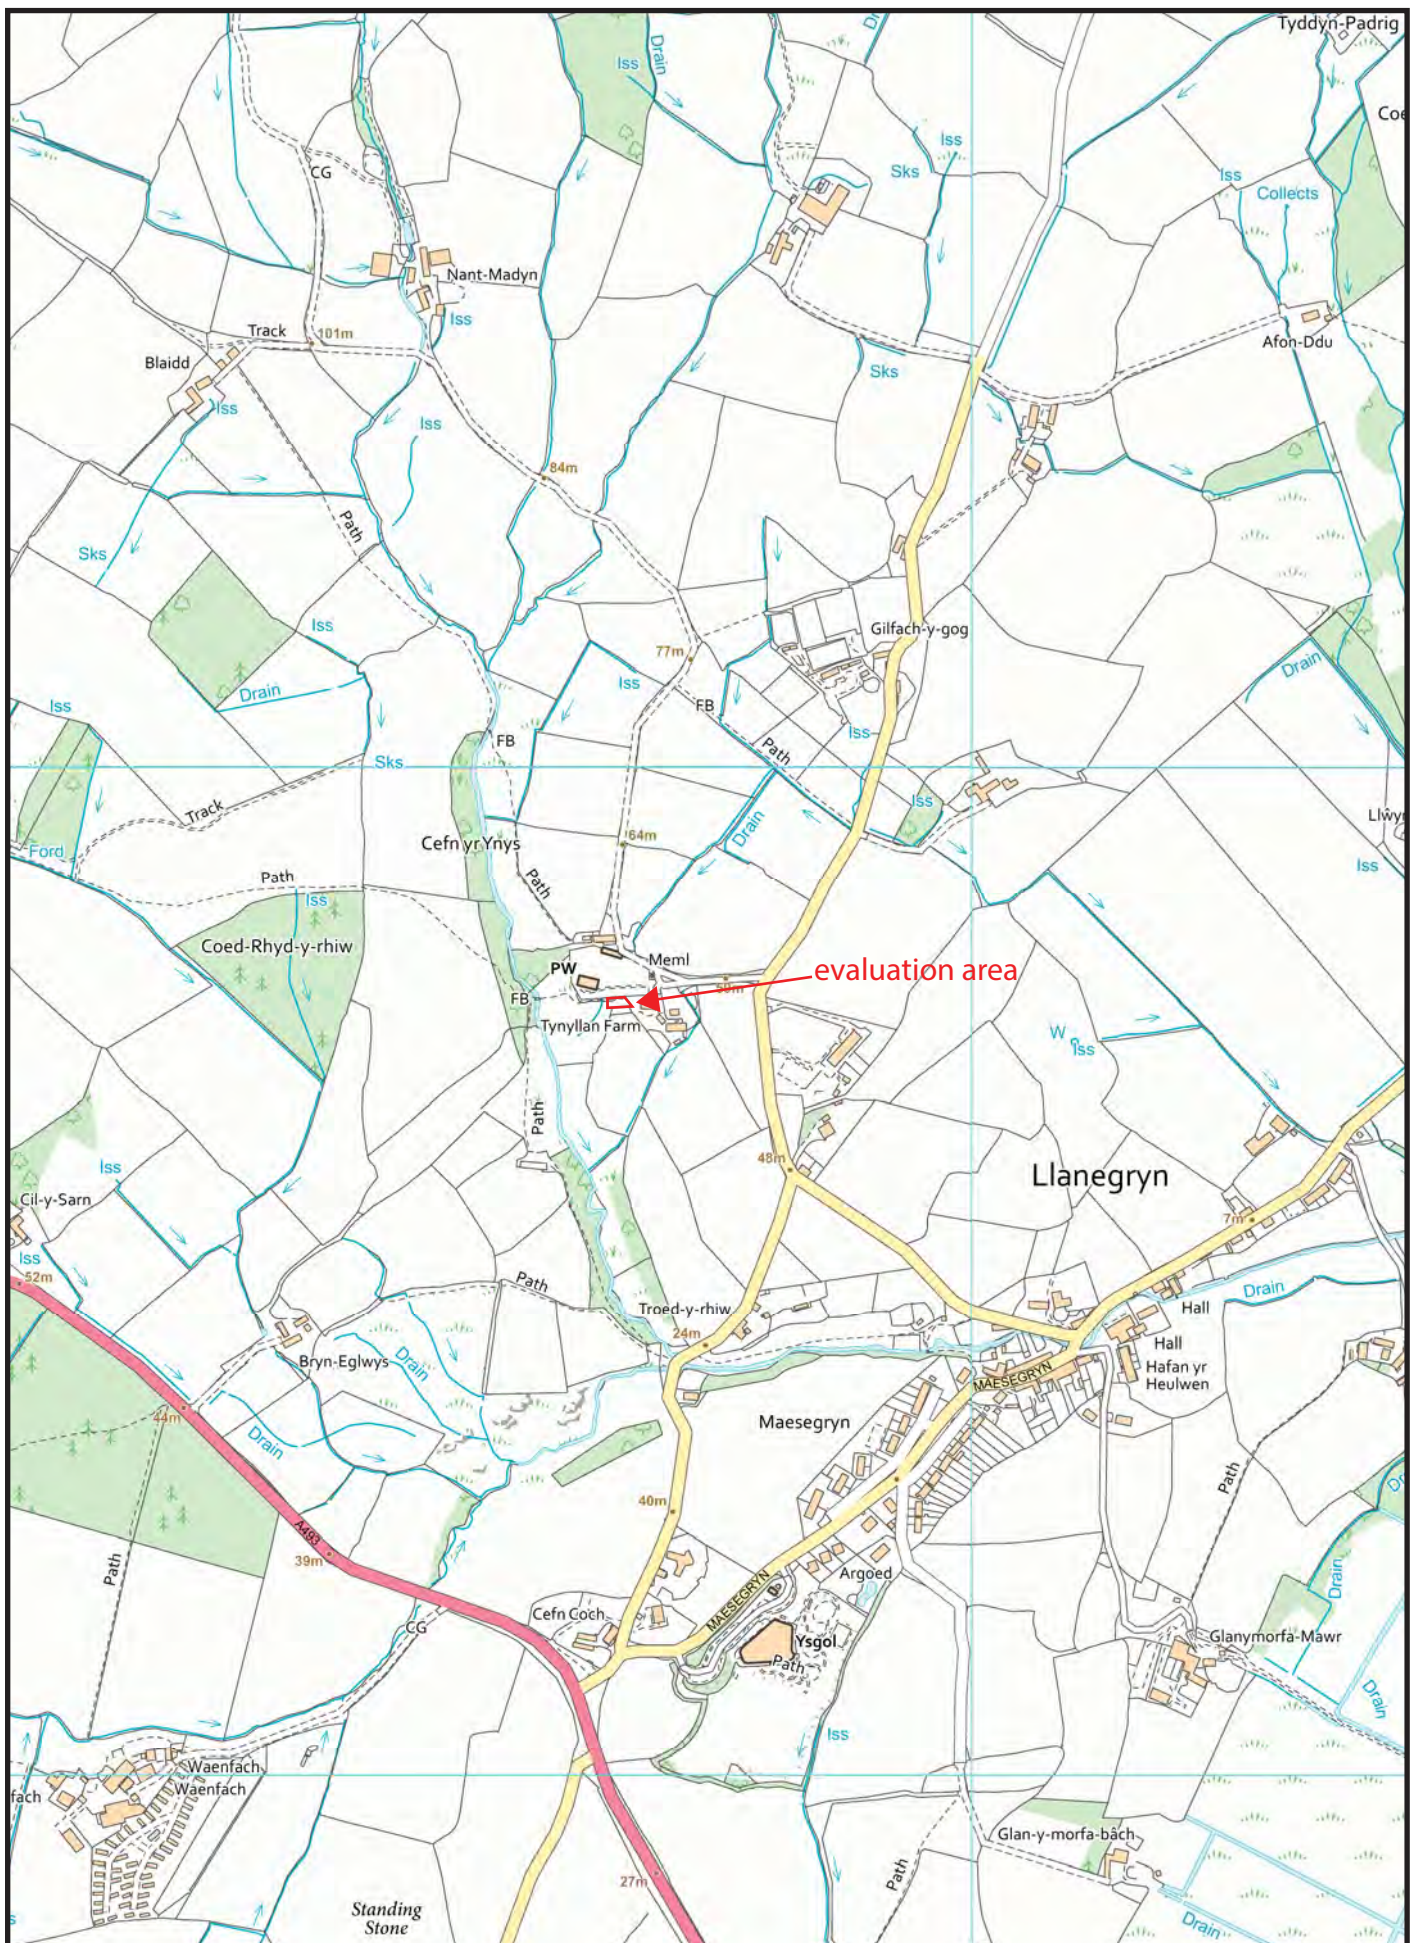 Tyddyn-Padrig
Drain
Iss
Coe
CG
Iss
Sks
Iss
Collects
Nant-Madyn
Iss
Track
101m
Blaidd
Iss
Iss
Sks
Afon-Ddu
84m
Path
Sks
Iss
Gilfach-y-gog
77m
Iss
FB
Drain
Drain
Iss
FB
Path
Iss
Sks
Track
Iss
Llŵyr
64m
Drain
Cefn yr Ynys
Ford
Path
Iss
Path
Iss
Coed-Rhyd-y-rhiw
PW
Meml
evaluation area
59m
FB
Tynyllan Farm
W
Iss
Path
48m
Llanegryn
Iss
Cil-y-Sarn
7m
Iss
52m
Path
Drain
Troed-y-rhiw
Hall
24m
Hall
Bryn-Eglwys
Drain
Hafan yr
Heulwen
MAESEGRYN
44m
Maesegryn
Drain
Path
40m
A493
39m
Path
Argoed
Drain
MAESEGRYN
Cefn Coch
CG
Ysgol
Path
Glanymorfa-Mawr
Drain
Iss
Waenfach
Waenfach
fach
Glan-y-morfa-bâch
27m
Path
Standing
Stone
Drain